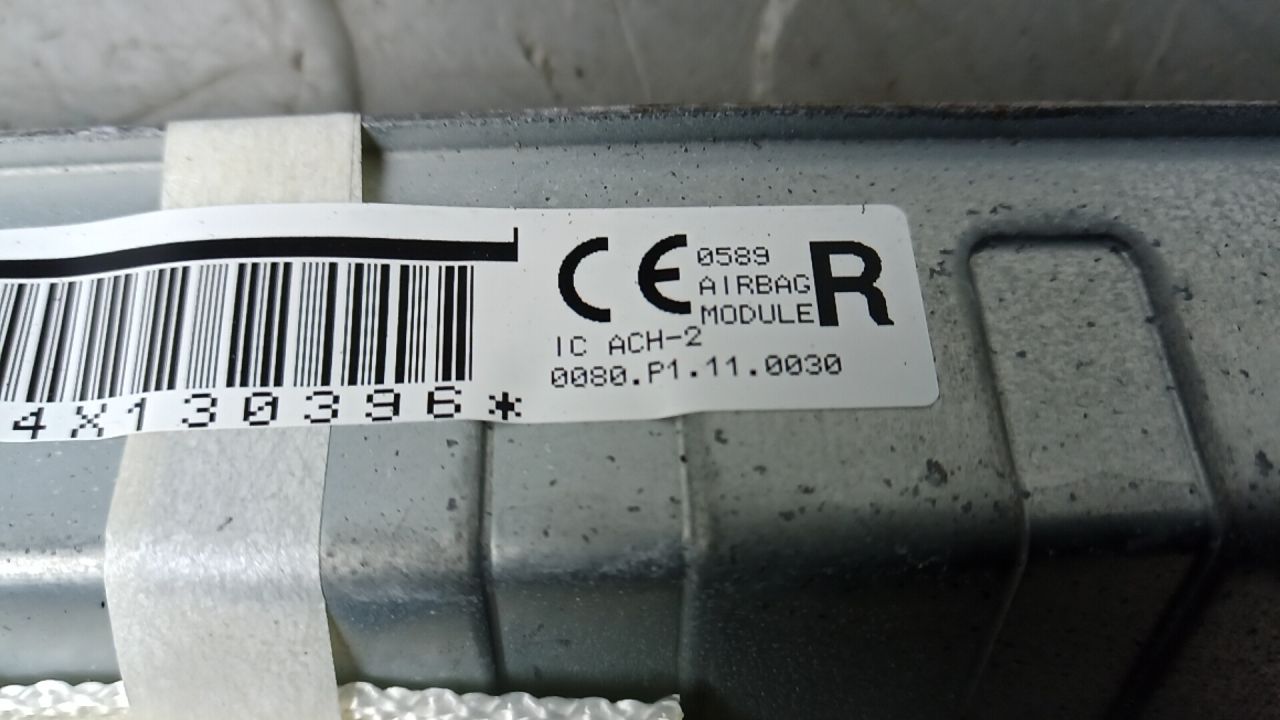 CE 0589
AIRBAG
MODULE R
IC ACH-2
0080.P1.11.0030
4X130396*